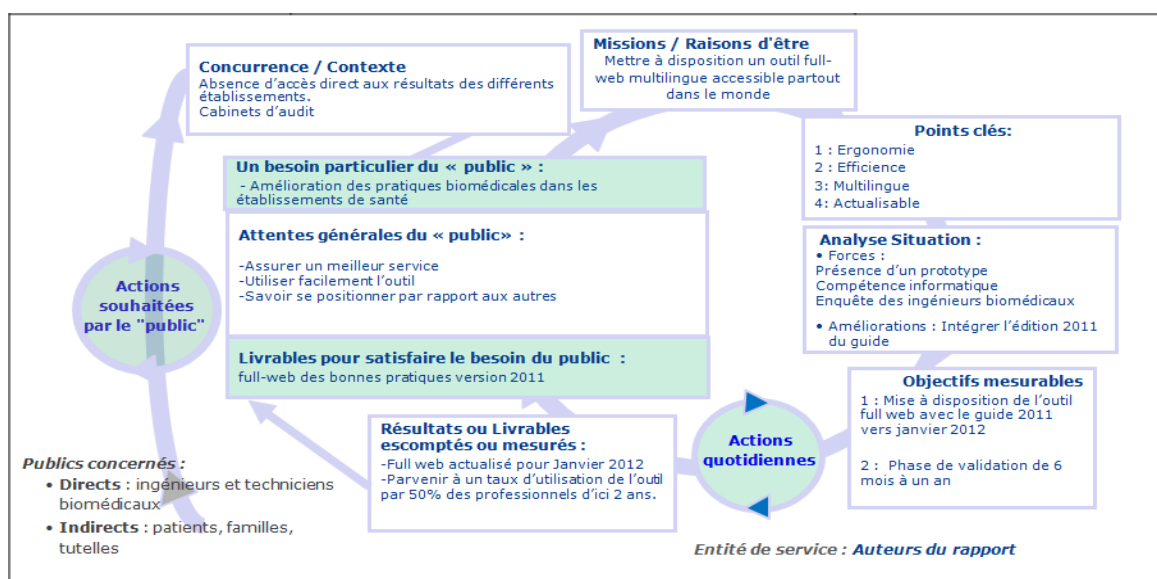 Concurrence / Contexte
Absence d'accès direct aux résultats des différents
établissements.
Cabinets d'audit
Missions / Raisons d'être
Mettre à disposition un outil full-
web multilingue accessible partout
dans le monde
Points clés:
1 : Ergonomie
2 : Efficience
3: Multilingue
4: Actualisable
Un besoin particulier du « public » :
- Amélioration des pratiques biomédicales dans les
établissements de santé
Attentes générales du « public» :
-Assurer un meilleur service
-Utiliser facilement l'outil
-Savoir se positionner par rapport aux autres
Livrables pour satisfaire le besoin du public :
full-web des bonnes pratiques version 2011
Analyse Situation :
• Forces :
Présence d'un prototype
Compétence informatique
Enquête des ingénieurs biomédicaux
• Améliorations : Intégrer l'édition 2011
du guide
Actions
souhaitées
par le "public"
Objectifs mesurables
1 : Mise à disposition de l'outil
full web avec le guide 2011
vers janvier 2012
2 : Phase de validation de 6
mois à un an
Actions
quotidiennes
Résultats ou Livrables
escomptés ou mesurés :
-Full web actualisé pour Janvier 2012
-Parvenir à un taux d'utilisation de l'outil
par 50% des professionnels d'ici 2 ans.
Publics concernés :
• Directs : ingénieurs et techniciens
biomédicaux
• Indirects : patients, familles,
tutelles
Entité de service : Auteurs du rapport